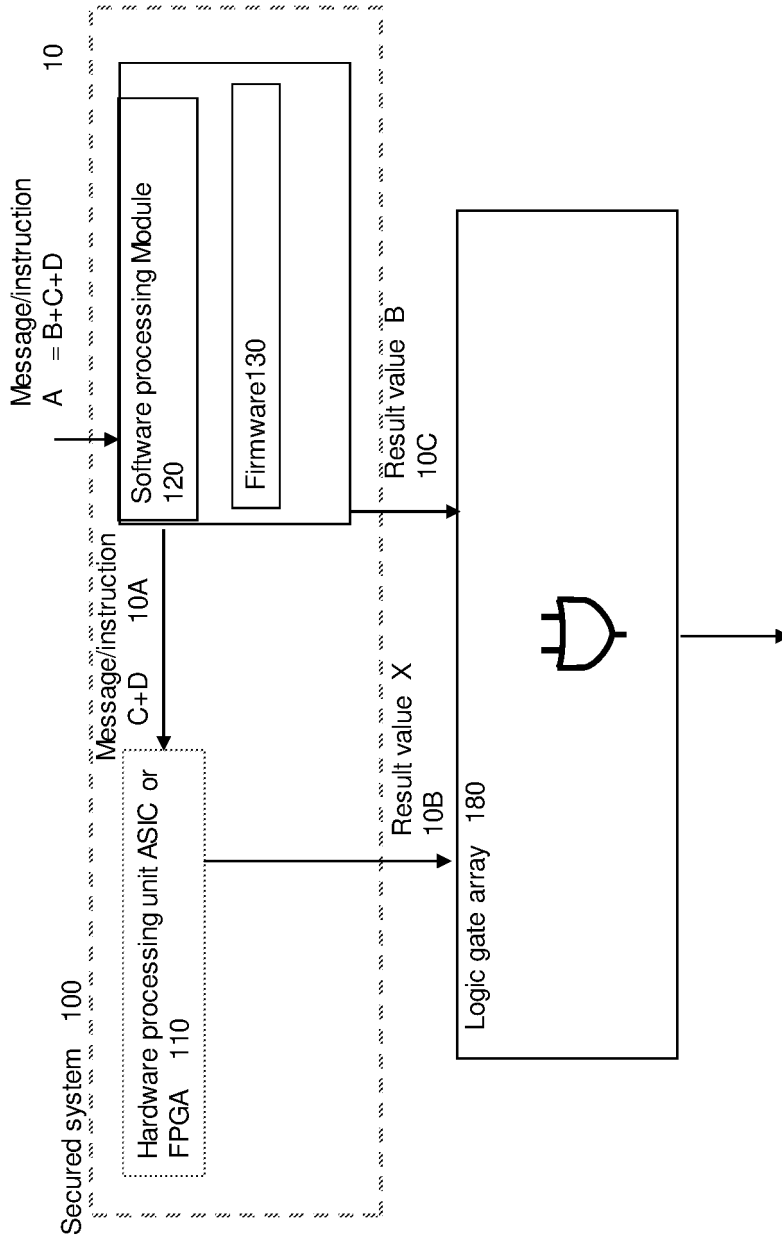 Secured system 100
Message/instruction 10
A = B+C+D
Hardware processing unit ASIC or
FPGA 110
Message/instruction
C+D 10A
Software processing Module
120
Firmware130
Result value X
10B
Result value B
10C
Logic gate array 180